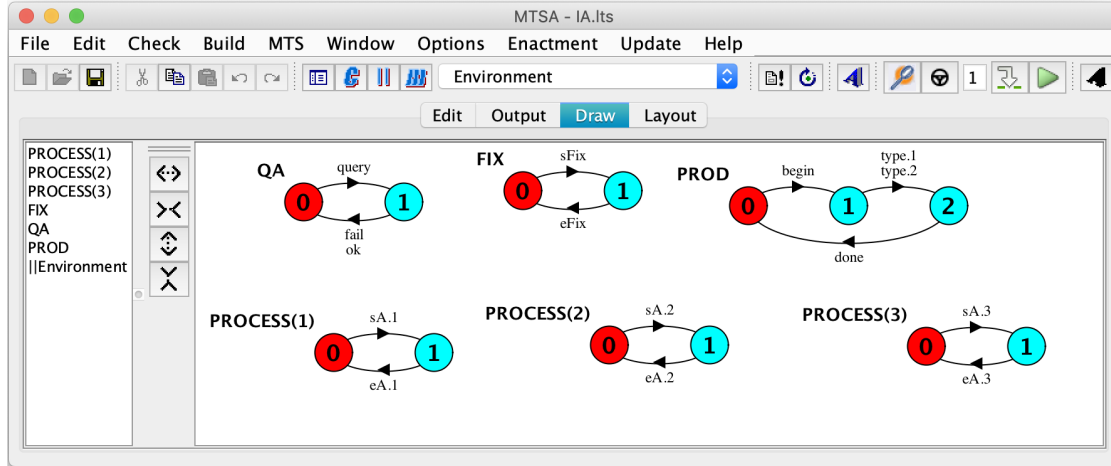 MTSA - IA.lts
File Edit Check Build MTS Window Options Enactment Update Help
Environment
1
Edit Output Draw Layout
PROCESS(1)
PROCESS(2)
PROCESS(3)
FIX
QA
PROD
||Environment
QA
query
0
1
fail
ok
FIX
sFix
0
1
eFix
PROD
begin
type.1
type.2
0
1
2
done
PROCESS(1)
sA.1
0
1
eA.1
PROCESS(2)
sA.2
0
1
eA.2
PROCESS(3)
sA.3
0
1
eA.3